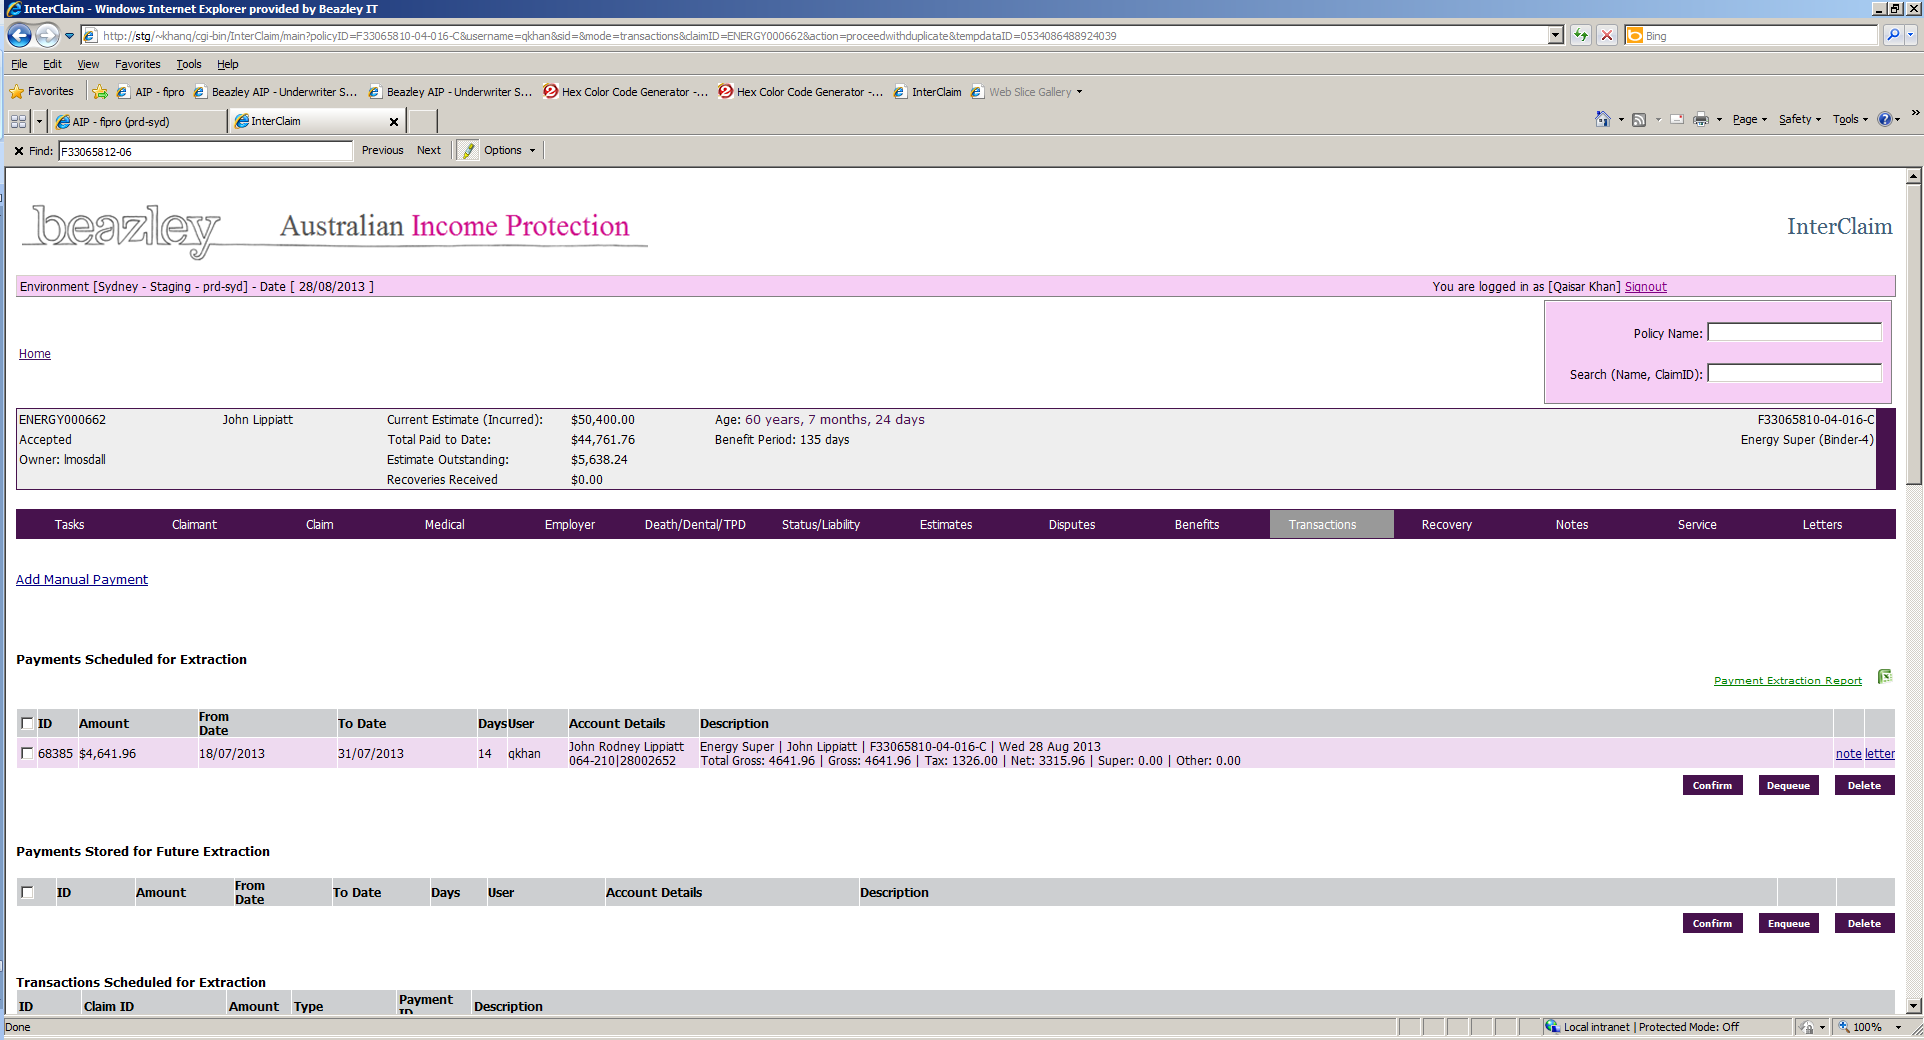 InterClaim - Windows Internet Explorer provided by Beazley IT
http://stg/~khanq/cgi-bin/InterClaim/main?policyID=F33065810-04-016-C&username=qkhan&sid=&mode=transactions&claimID=ENERGY000662&action=proceedwithduplicate&tempdataID=0534086488924039
Bing
File Edit View Favorites Tools Help
Favorites AIP - fipro Beazley AIP - Underwriter S... Beazley AIP - Underwriter S... Hex Color Code Generator -... Hex Color Code Generator -... InterClaim Web Slice Gallery
AIP - fipro (prd-syd) InterClaim Page Safety Tools
Find: F33065812-06 Previous Next Options
beazley Australian Income Protection InterClaim
Environment [Sydney - Staging - prd-syd] - Date [ 28/08/2013 ] You are logged in as [Qaisar Khan] Signout
Policy Name:
Home
Search (Name, ClaimID):
ENERGY000662 John Lippiatt Current Estimate (Incurred): $50,400.00 Age: 60 years, 7 months, 24 days F33065810-04-016-C
Accepted Total Paid to Date: $44,761.76 Benefit Period: 135 days Energy Super (Binder-4)
Owner: lmosdall Estimate Outstanding: $5,638.24
Recoveries Received $0.00
Tasks Claimant Claim Medical Employer Death/Dental/TPD Status/Liability Estimates Disputes Benefits Transactions Recovery Notes Service Letters
Add Manual Payment
Payments Scheduled for Extraction
Payment Extraction Report
ID Amount From Date To Date Days User Account Details Description
68385 $4,641.96 18/07/2013 31/07/2013 14 qkhan John Rodney Lippiatt Energy Super | John Lippiatt | F33065810-04-016-C | Wed 28 Aug 2013 note letter
064-210|28002652 Total Gross: 4641.96 | Gross: 4641.96 | Tax: 1326.00 | Net: 3315.96 | Super: 0.00 | Other: 0.00
Confirm Dequeue Delete
Payments Stored for Future Extraction
ID Amount From Date To Date Days User Account Details Description
Confirm Enqueue Delete
Transactions Scheduled for Extraction
ID Claim ID Amount Type Payment ID Description
Done Local intranet | Protected Mode: Off 100%